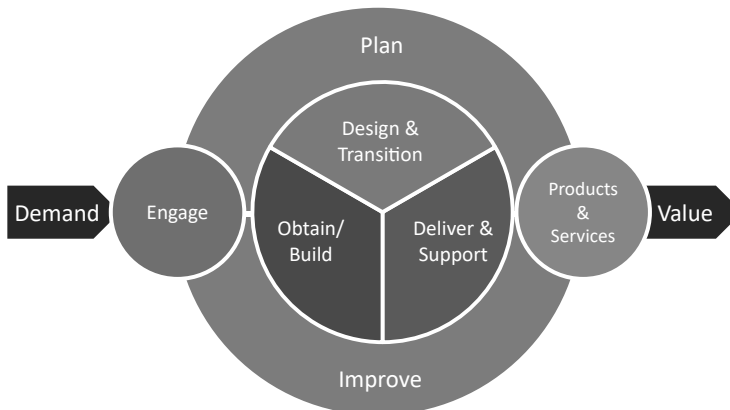 Plan
Design &
Transition
Demand
Engage
Obtain/
Build
Deliver &
Support
Products
&
Services
Value
Improve